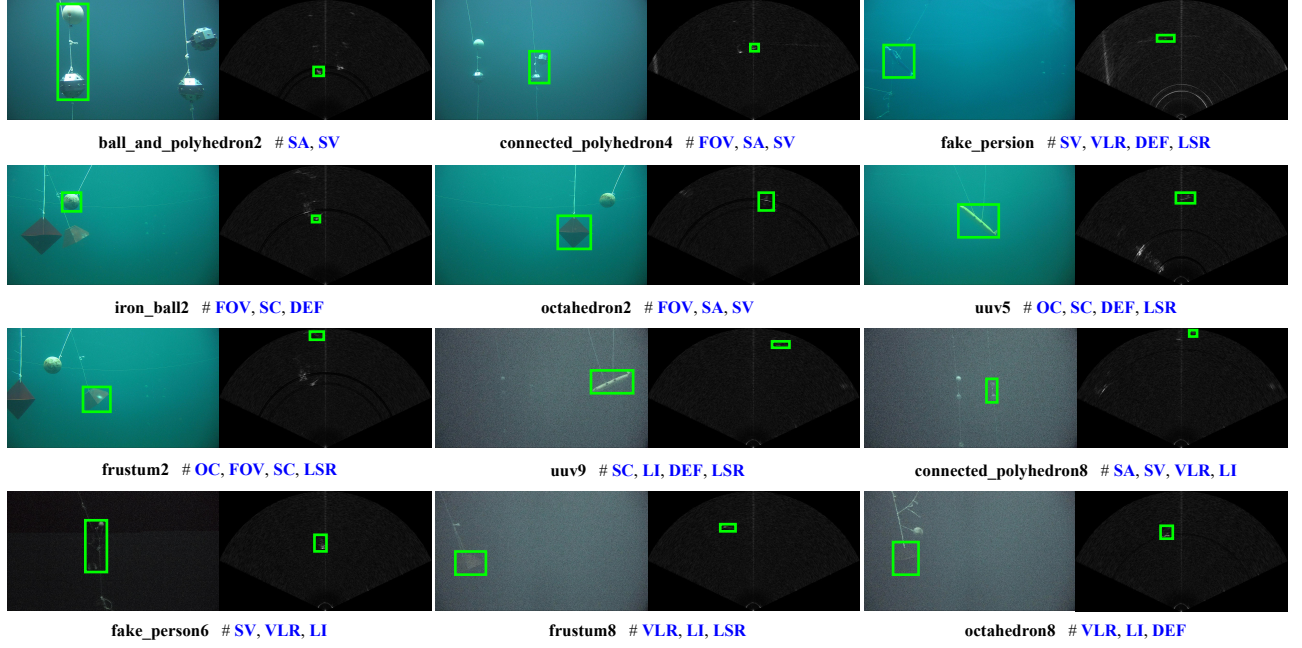 ball_and_polyhedron2 # SA, SV
connected_polyhedron4 # FOV, SA, SV
fake_persion # SV, VLR, DEF, LSR
iron_ball2 # FOV, SC, DEF
octahedron2 # FOV, SA, SV
uuv5 # OC, SC, DEF, LSR
frustum2 # OC, FOV, SC, LSR
uuv9 # SC, LI, DEF, LSR
connected_polyhedron8 # SA, SV, VLR, LI
fake_person6 # SV, VLR, LI
frustum8 # VLR, LI, LSR
octahedron8 # VLR, LI, DEF